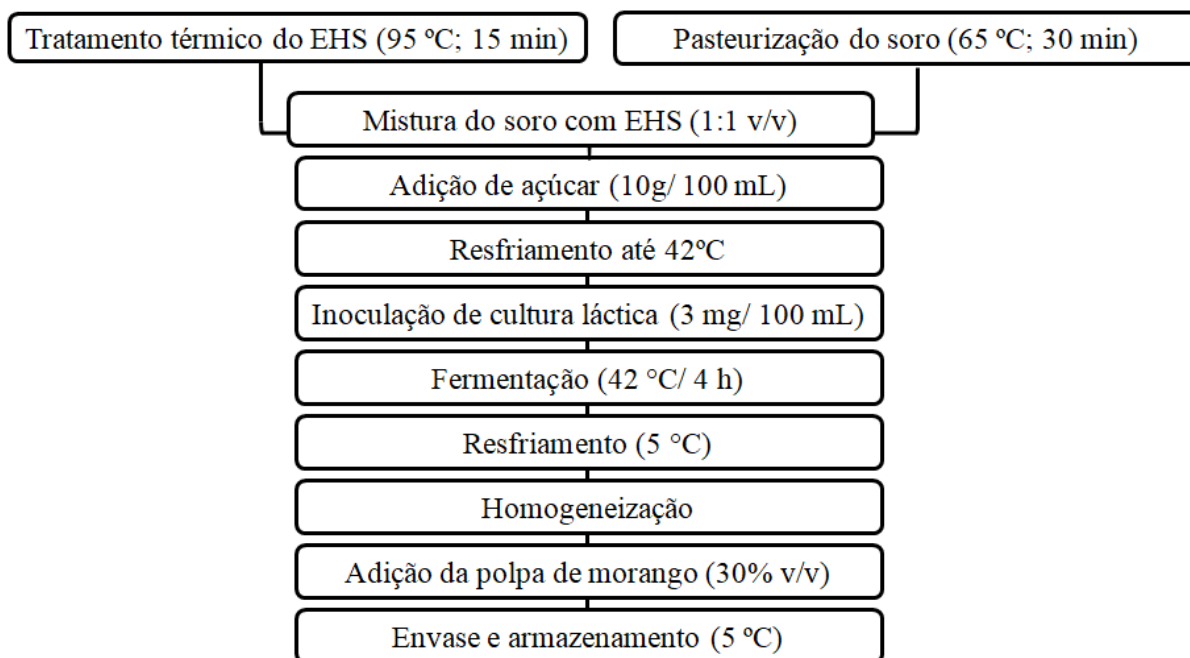 Tratamento térmico do EHS (95 ºC; 15 min)
Pasteurização do soro (65 ºC; 30 min)
Mistura do soro com EHS (1:1 v/v)
Adição de açúcar (10g/ 100 mL)
Resfriamento até 42ºC
Inoculação de cultura láctica (3 mg/ 100 mL)
Fermentação (42 °C/ 4 h)
Resfriamento (5 °C)
Homogeneização
Adição da polpa de morango (30% v/v)
Envase e armazenamento (5 ºC)